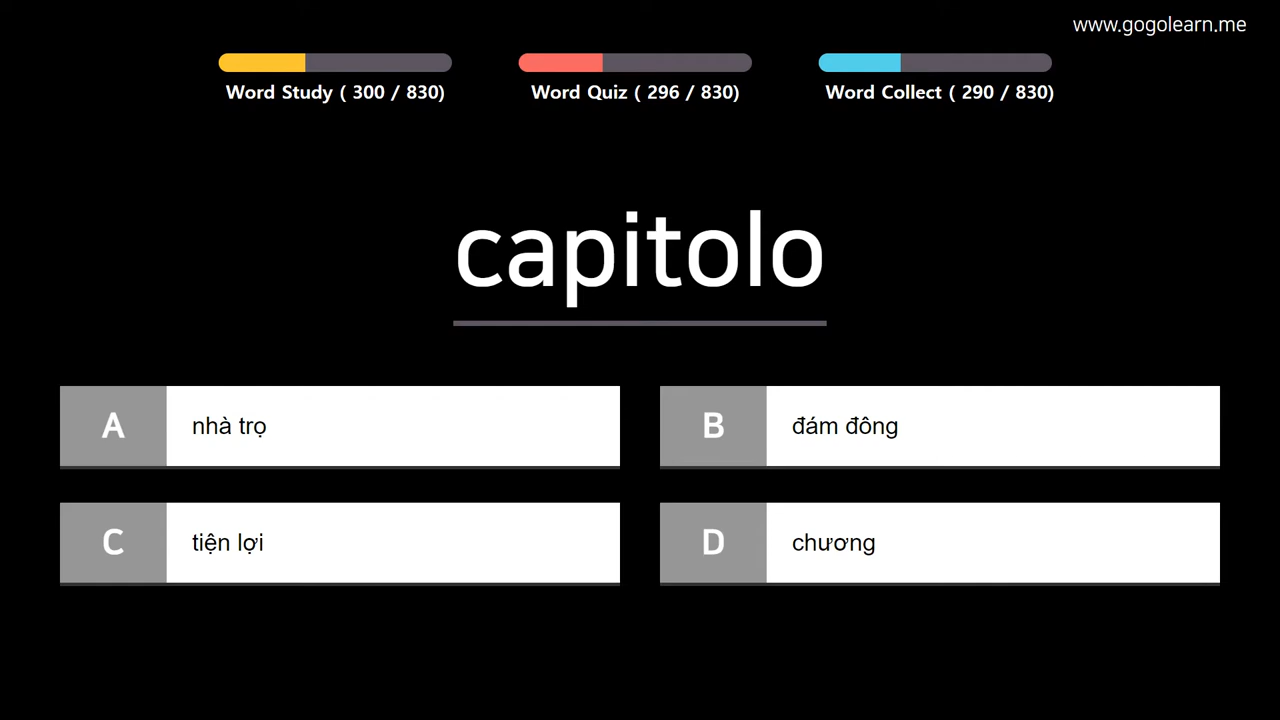 www.gogolearn.me
Word Study ( 300 / 830)
Word Quiz ( 296 / 830)
Word Collect ( 290 / 830)
capitolo
A nhà trọ
B đám đông
C tiện lợi
D chương